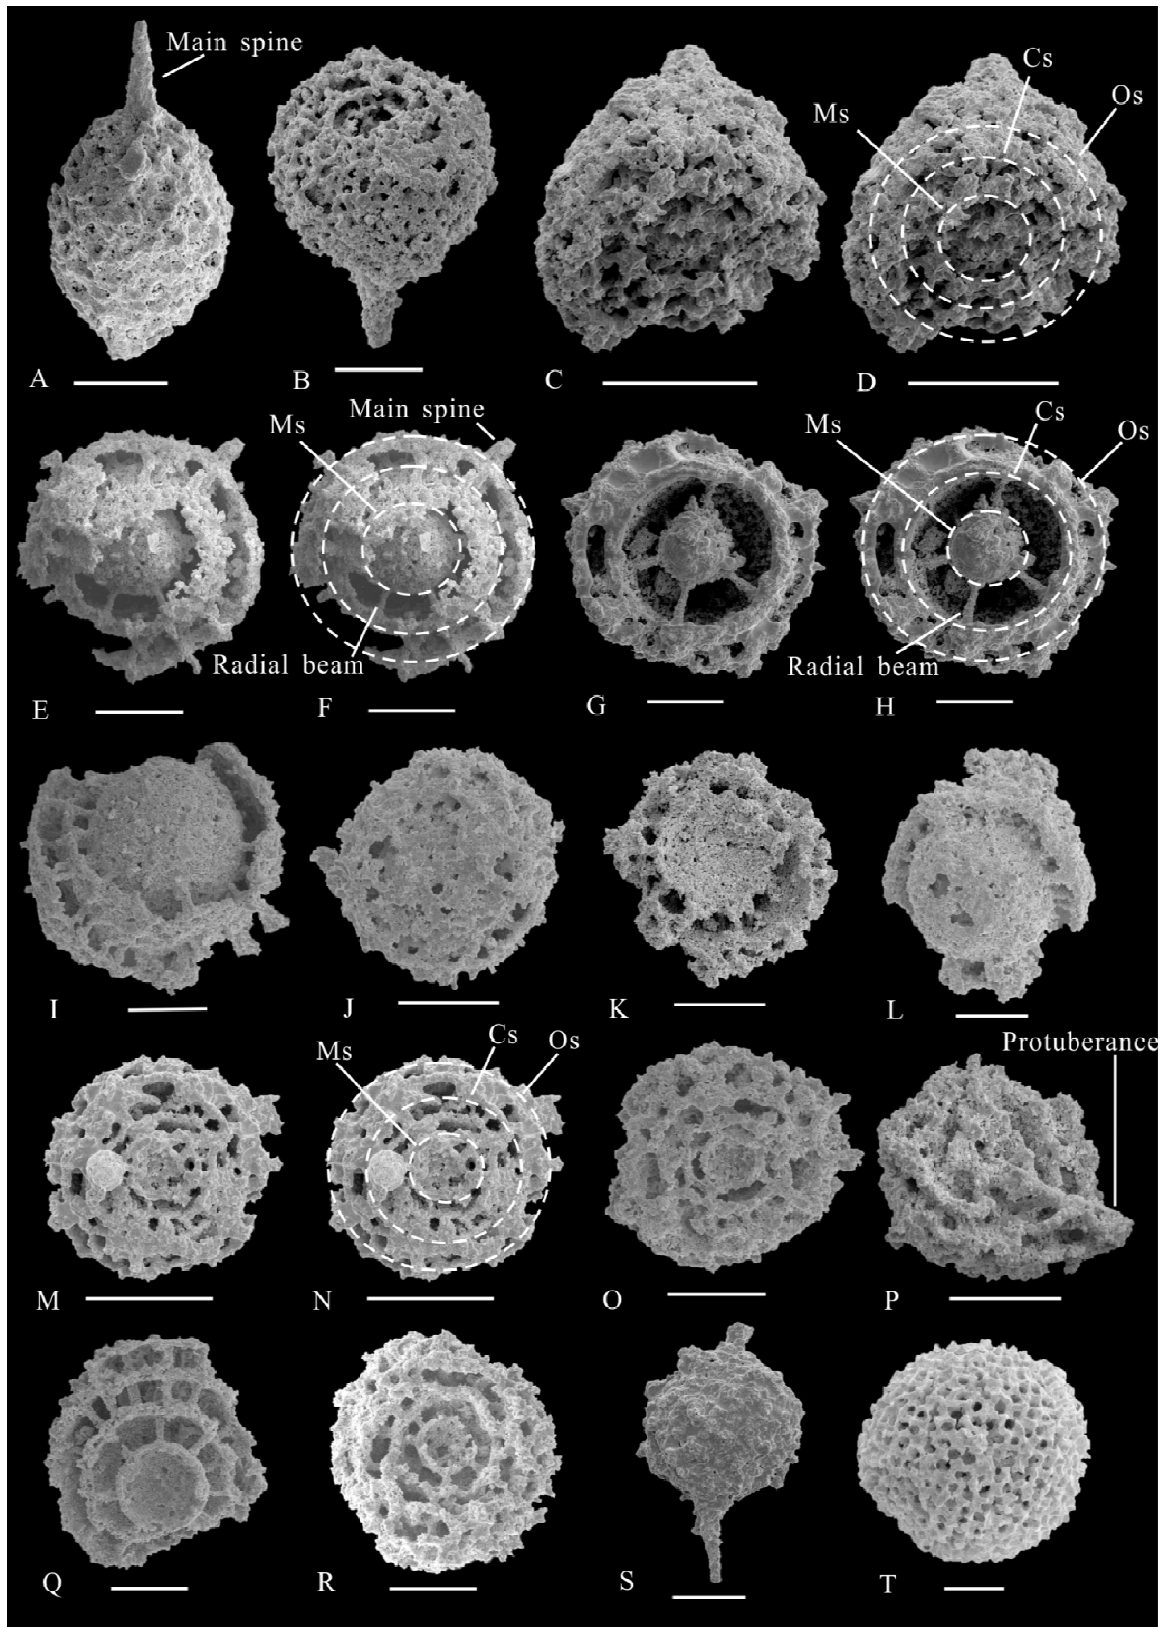 Main spine
Cs
Os
Ms
A
B
C
D
Main spine
Ms
Cs
Ms
Os
Radial beam
Radial beam
E
F
G
H
I
J
K
L
Cs
Os
Ms
Protuberance
M
N
O
P
Q
R
S
T